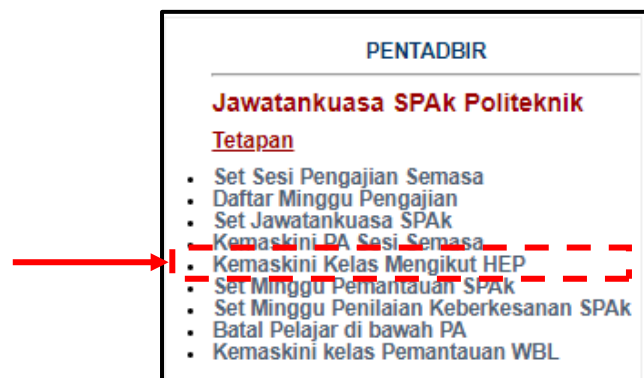 PENTADBIR
Jawatankuasa SPAk Politeknik
Tetapan
Set Sesi Pengajian Semasa
Daftar Minggu Pengajian
Set Jawatankuasa SPAk
Kemaskini PA Sesi Semasa
Kemaskini Kelas Mengikut HEP
Set Minggu Pemantauan SPAk
Set Minggu Penilaian Keberkesanan SPAk
Batal Pelajar di bawah PA
Kemaskini kelas Pemantauan WBL